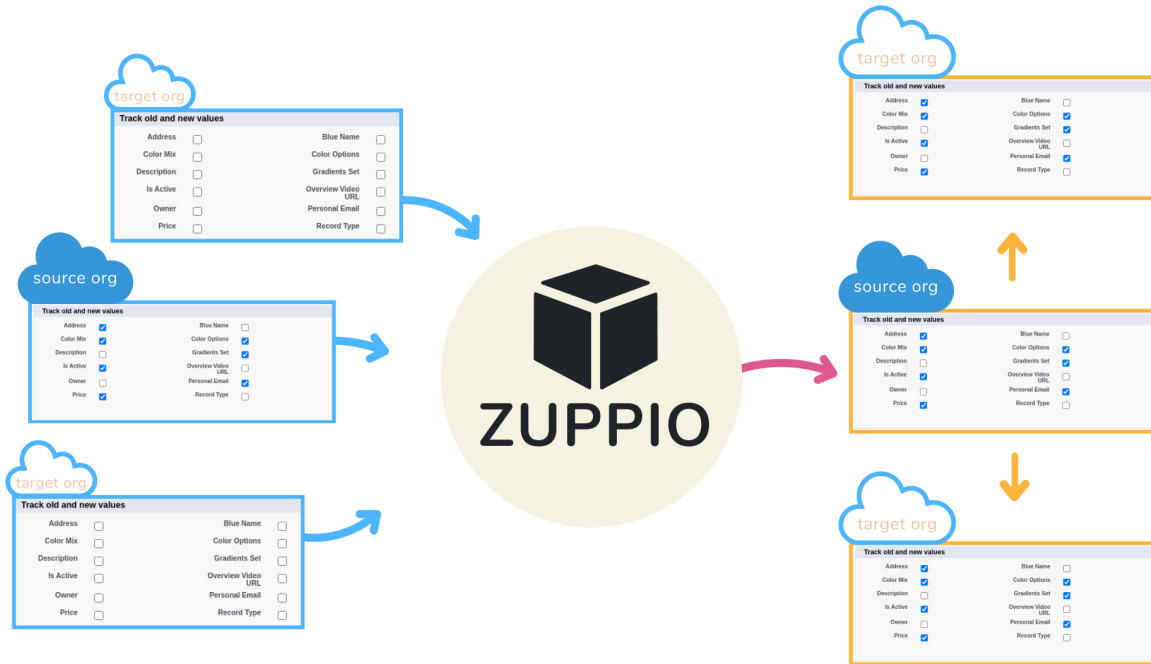 target org
Track old and new values
Address Blue Name
Color Mix Color Options
Description Gradients Set
Is Active Overview Video
URL
Owner Personal Email
Price Record Type
source org
Track old and new values
Address Blue Name
Color Mix Color Options
Description Gradients Set
Is Active Overview Video
URL
Owner Personal Email
Price Record Type
target org
Track old and new values
Address Blue Name
Color Mix Color Options
Description Gradients Set
Is Active Overview Video
URL
Owner Personal Email
Price Record Type
ZUPPIO
target org
Track old and new values
Address Blue Name
Color Mix Color Options
Description Gradients Set
Is Active Overview Video
URL
Owner Personal Email
Price Record Type
source org
Track old and new values
Address Blue Name
Color Mix Color Options
Description Gradients Set
Is Active Overview Video
URL
Owner Personal Email
Price Record Type
target org
Track old and new values
Address Blue Name
Color Mix Color Options
Description Gradients Set
Is Active Overview Video
URL
Owner Personal Email
Price Record Type